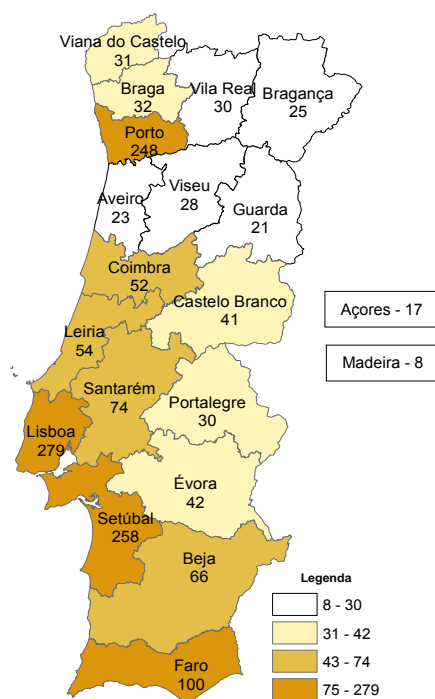 Viana do Castelo
31
Braga
32
Vila Real
30
Bragança
25
Porto
248
Aveiro
23
Viseu
28
Guarda
21
Coimbra
52
Castelo Branco
41
Açores - 17
Leiria
54
Madeira - 8
Santarém
74
Portalegre
30
Lisboa
279
Évora
42
Setúbal
258
Beja
66
Faro
100
Legenda
8 - 30
31 - 42
43 - 74
75 - 279